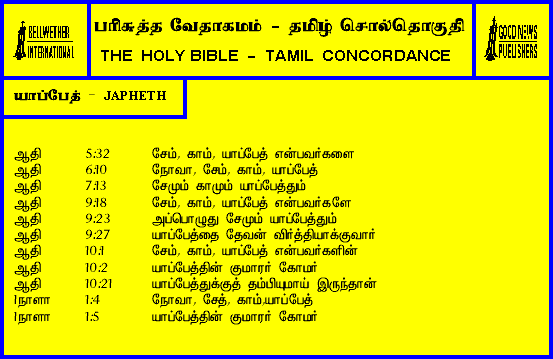 BELLWETHER INTERNATIONAL
பரிசுத்த வேதாகமம் - தமிழ் சொல்தொகுதி
THE HOLY BIBLE - TAMIL CONCORDANCE
GOOD NEWS PUBLISHERS
யாப்பேத் - JAPHETH
ஆதி 5:32 சேம், காம், யாப்பேத் என்பவர்களை
ஆதி 6:10 நோவா, சேம், காம், யாப்பேத்
ஆதி 7:13 சேமும் காமும் யாப்பேத்தும்
ஆதி 9:18 சேம், காம், யாப்பேத் என்பவர்களே
ஆதி 9:23 அப்பொழுது சேமும் யாப்பேத்தும்
ஆதி 9:27 யாப்பேத்தை தேவன் விர்த்தியாக்குவார்
ஆதி 10:1 சேம், காம், யாப்பேத் என்பவர்களின்
ஆதி 10:2 யாப்பேத்தின் குமாரர் கோமர்
ஆதி 10:21 யாப்பேத்துக்குத் தம்பியுமாய் இருந்தான்
1நாளா 1:4 நோவா, சேத், காம்,யாப்பேத்
1நாளா 1:5 யாப்பேத்தின் குமாரர் கோமர்